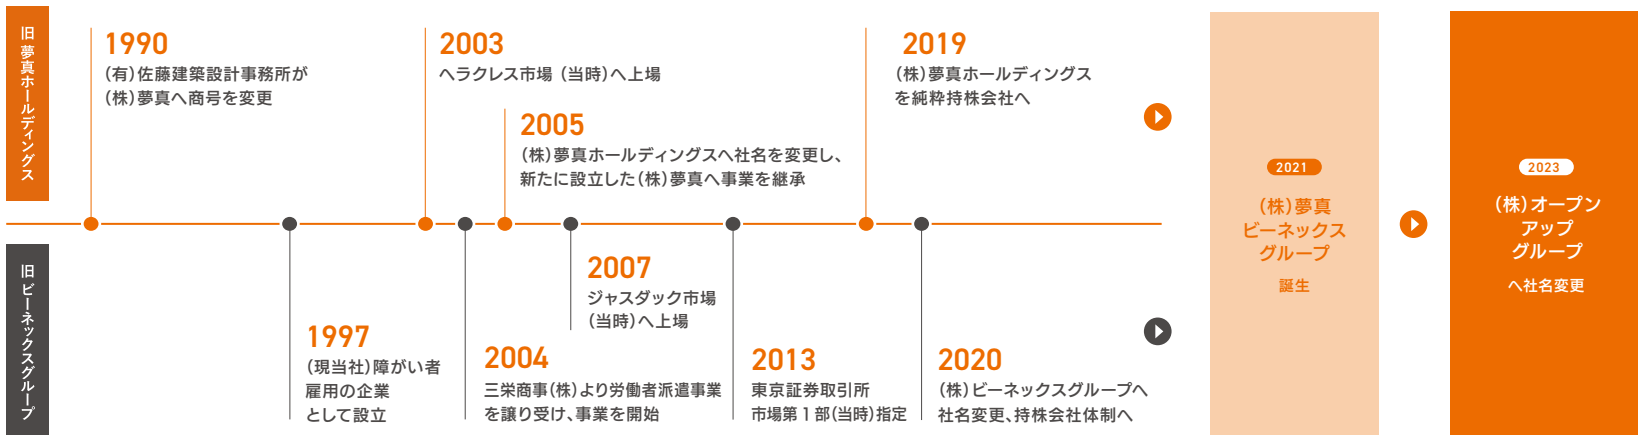 旧 夢真ホールディングス
1990
（有）佐藤建築設計事務所が
（株）夢真へ商号を変更
2003
ヘラクレス市場（当時）へ上場
2005
（株）夢真ホールディングスへ社名を変更し、
新たに設立した（株）夢真へ事業を継承
2019
（株）夢真ホールディングス
を純粋持株会社へ
旧 ビーネックスグループ
1997
（現当社）障がい者
雇用の企業
として設立
2004
三栄商事（株）より労働者派遣事業
を譲り受け、事業を開始
2007
ジャスダック市場
（当時）へ上場
2013
東京証券取引所
市場第１部（当時）指定
2020
（株）ビーネックスグループへ
社名変更、持株会社体制へ
2021
（株）夢真
ビーネックス
グループ
誕生
2023
（株）オープン
アップ
グループ
へ社名変更